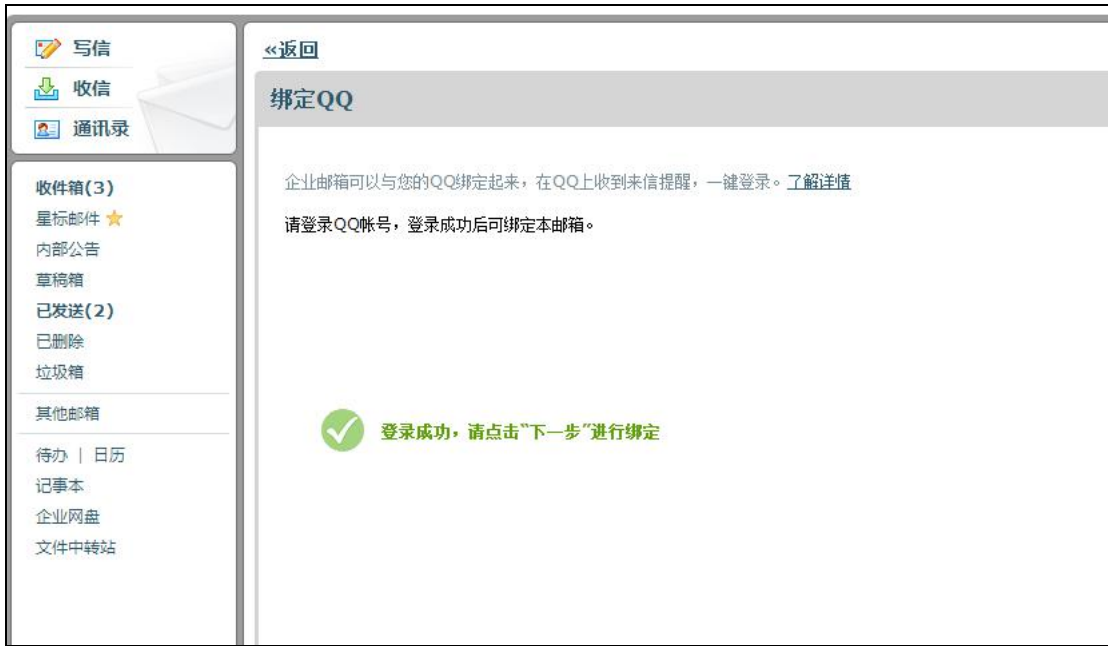 写信
收信
通讯录
收件箱(3)
星标邮件
内部公告
草稿箱
已发送(2)
已删除
垃圾箱
其他邮箱
待办 | 日历
记事本
企业网盘
文件中转站
«返回
绑定QQ
企业邮箱可以与您的QQ绑定起来，在QQ上收到来信提醒，一键登录。了解详情
请登录QQ帐号，登录成功后可绑定本邮箱。
登录成功，请点击"下一步"进行绑定